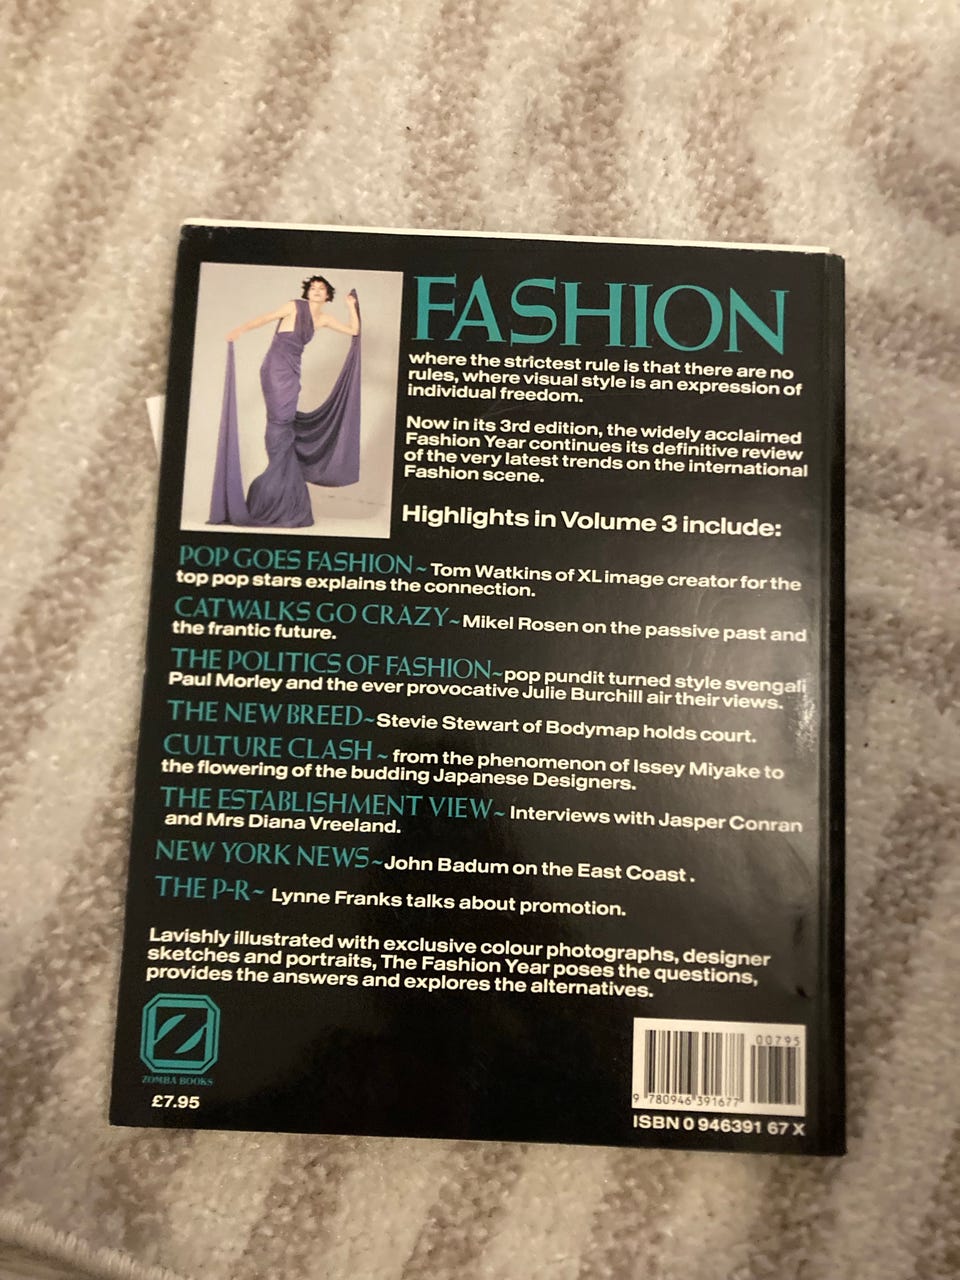 FASHION
where the strictest rule is that there are no
rules, where visual style is an expression of
individual freedom.
Now in its 3rd edition, the widely acclaimed
Fashion Year continues its definitive review
of the very latest trends on the international
Fashion scene.
Highlights in Volume 3 include:
POP GOES FASHION~Tom Watkins of XL image creator for the
top pop stars explains the connection.
CATWALKS GO CRAZY~Mikel Rosen on the passive past and
the frantic future.
THE POLITICS OF FASHION~pop pundit turned style svengali
Paul Morley and the ever provocative Julie Burchill air their views.
THE NEW BREED~Stevie Stewart of Bodymap holds court.
CULTURE CLASH~from the phenomenon of Issey Miyake to
the flowering of the budding Japanese Designers.
THE ESTABLISHMENT VIEW~Interviews with Jasper Conran
and Mrs Diana Vreeland.
NEW YORK NEWS~John Badum on the East Coast.
THE P-R~Lynne Franks talks about promotion.
Lavishly illustrated with exclusive colour photographs, designer
sketches and portraits, The Fashion Year poses the questions,
provides the answers and explores the alternatives.
Z
ZOMBA BOOKS
£7.95
00795
9 780946 391677
ISBN 0 946391 67 X